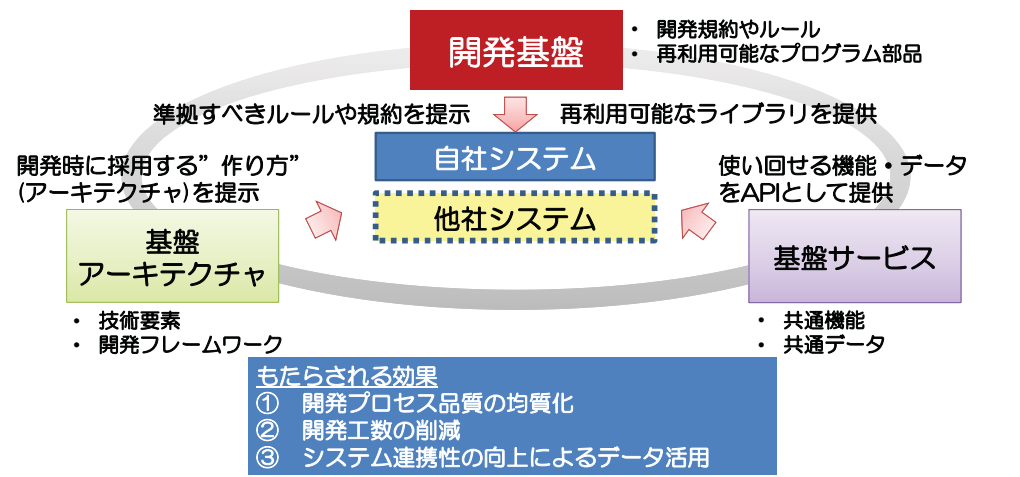 開発基盤
・ 開発規約やルール
・ 再利用可能なプログラム部品
準拠すべきルールや規約を提示
再利用可能なライブラリを提供
自社システム
他社システム
開発時に採用する”作り方”
(アーキテクチャ)を提示
使い回せる機能・データ
をAPIとして提供
基盤
アーキテクチャ
基盤サービス
・ 技術要素
・ 開発フレームワーク
・ 共通機能
・ 共通データ
もたらされる効果
① 開発プロセス品質の均質化
② 開発工数の削減
③ システム連携性の向上によるデータ活用